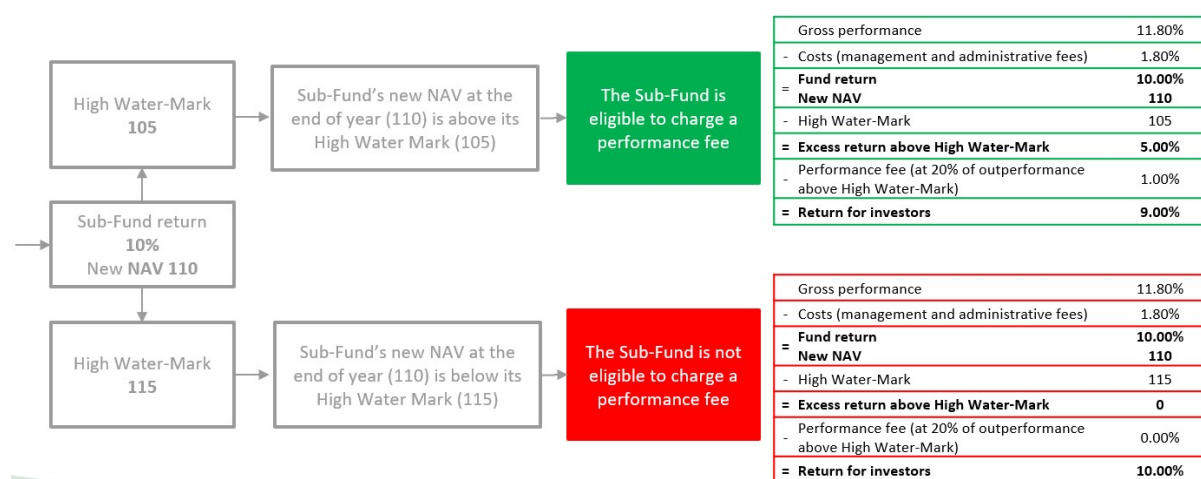 High Water-Mark
105
Sub-Fund's new NAV at the
end of year (110) is above its
High Water Mark (105)
The Sub-Fund is
eligible to charge a
performance fee
Gross performance 11.80%
- Costs (management and administrative fees) 1.80%
= Fund return 10.00%
New NAV 110
- High Water-Mark 105
= Excess return above High Water-Mark 5.00%
- Performance fee (at 20% of outperformance
above High Water-Mark) 1.00%
= Return for investors 9.00%
Sub-Fund return
10%
New NAV 110
High Water-Mark
115
Sub-Fund's new NAV at the
end of year (110) is below its
High Water Mark (115)
The Sub-Fund is not
eligible to charge a
performance fee
Gross performance 11.80%
- Costs (management and administrative fees) 1.80%
= Fund return 10.00%
New NAV 110
- High Water-Mark 115
= Excess return above High Water-Mark 0
- Performance fee (at 20% of outperformance
above High Water-Mark) 0.00%
= Return for investors 10.00%